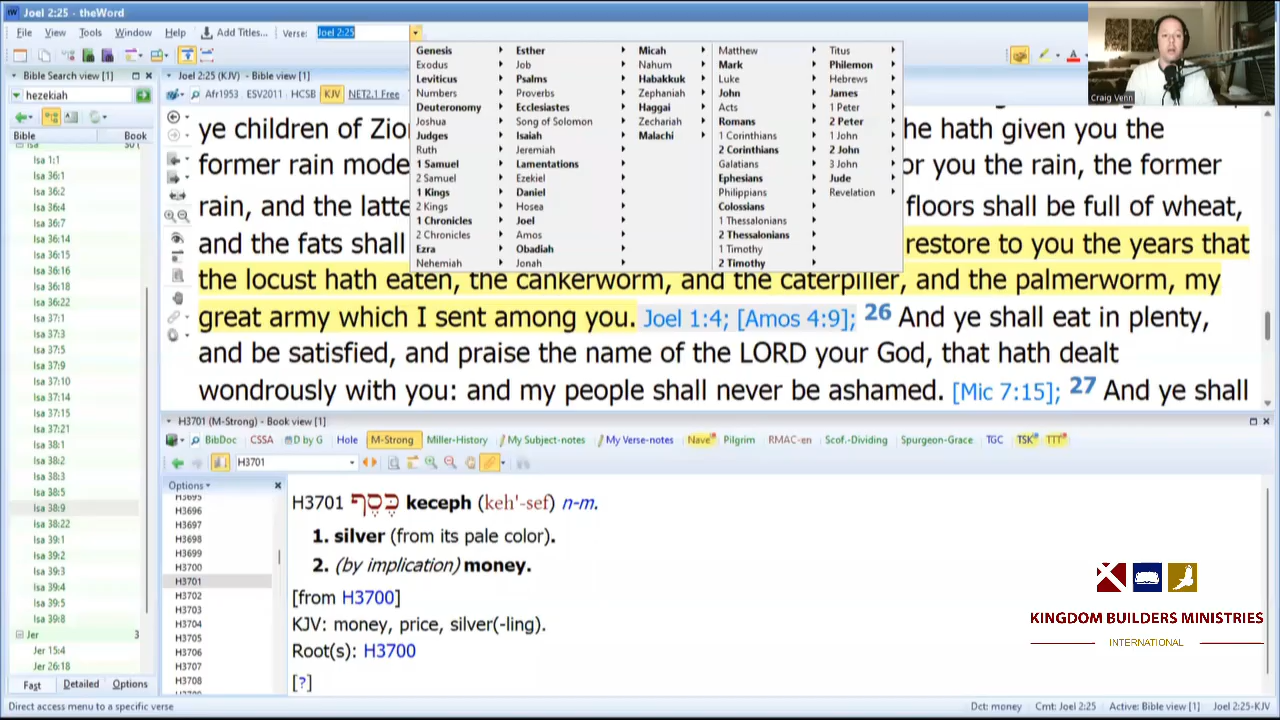 Joel 2:25 - theWord
File View Tools Window Help Add Titles... Verse: Joel 2:25
Craig Venn
Bible Search view [1]
hezekiah
Bible Book
Isa 30
Isa 1:1
Isa 36:1
Isa 36:2
Isa 36:4
Isa 36:7
Isa 36:14
Isa 36:15
Isa 36:16
Isa 36:18
Isa 36:22
Isa 37:1
Isa 37:3
Isa 37:5
Isa 37:9
Isa 37:10
Isa 37:14
Isa 37:15
Isa 37:21
Isa 38:1
Isa 38:2
Isa 38:3
Isa 38:5
Isa 38:9
Isa 38:22
Isa 39:1
Isa 39:2
Isa 39:3
Isa 39:4
Isa 39:5
Isa 39:8
Jer 3
Jer 15:4
Jer 26:18
Fast Detailed Options
Joel 2:25 (KJV) - Bible view [1]
Afr1953 ESV2011 HCSB KJV NET2.1 Free
Genesis
Exodus
Leviticus
Numbers
Deuteronomy
Joshua
Judges
Ruth
1 Samuel
2 Samuel
1 Kings
2 Kings
1 Chronicles
2 Chronicles
Ezra
Nehemiah
Esther
Job
Psalms
Proverbs
Ecclesiastes
Song of Solomon
Isaiah
Jeremiah
Lamentations
Ezekiel
Daniel
Hosea
Joel
Amos
Obadiah
Jonah
Micah
Nahum
Habakkuk
Zephaniah
Haggai
Zechariah
Malachi
Matthew
Mark
Luke
John
Acts
Romans
1 Corinthians
2 Corinthians
Galatians
Ephesians
Philippians
Colossians
1 Thessalonians
2 Thessalonians
1 Timothy
2 Timothy
Titus
Philemon
Hebrews
James
1 Peter
2 Peter
1 John
2 John
3 John
Jude
Revelation
ye children of Zio he hath given you the
former rain mode or you the rain, the former
rain, and the latte floors shall be full of wheat,
and the fats shall restore to you the years that
the locust hath eaten, the cankerworm, and the caterpiller, and the palmerworm, my
great army which I sent among you. Joel 1:4; [Amos 4:9]; 26 And ye shall eat in plenty,
and be satisfied, and praise the name of the LORD your God, that hath dealt
wondrously with you: and my people shall never be ashamed. [Mic 7:15]; 27 And ye shall
H3701 (M-Strong) - Book view [1]
BibDoc CSSA D by G Hole M-Strong Miller-History My Subject-notes My Verse-notes Nave Pilgrim RMAC-en Scof.-Dividing Spurgeon-Grace TGC TSK TTT
H3701
Options
H3695
H3696
H3697
H3698
H3699
H3700
H3701
H3702
H3703
H3704
H3705
H3706
H3707
H3708
H3701 כֶּסֶף keceph (keh'-sef) n-m.
1. silver (from its pale color).
2. (by implication) money.
[from H3700]
KJV: money, price, silver(-ling).
Root(s): H3700
[?]
KINGDOM BUILDERS MINISTRIES
INTERNATIONAL
Direct access menu to a specific verse Dct: money Cmt: Joel 2:25 Active: Bible view [1] Joel 2:25-KJV